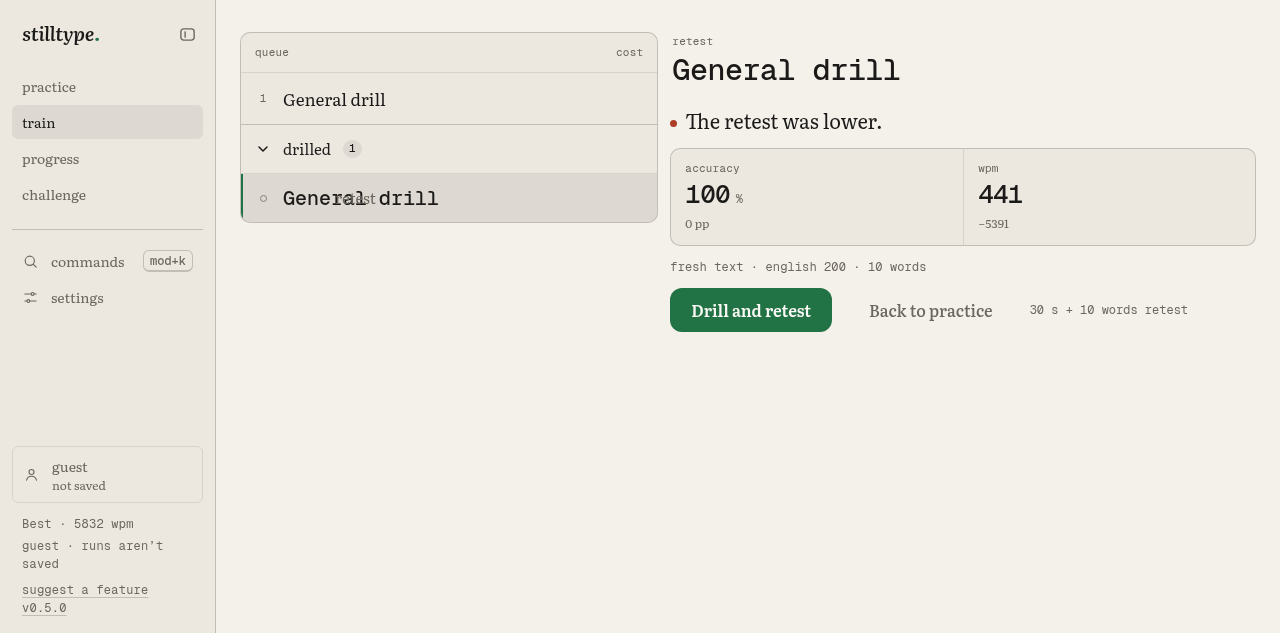 stilltype.
practice
train
progress
challenge
commands mod+k
settings
guest
not saved
Best · 5832 wpm
guest · runs aren't
saved
suggest a feature
v0.5.0
queue cost
1 General drill
drilled 1
General drill
retest
retest
General drill
The retest was lower.
accuracy
100 %
0 pp
wpm
441
−5391
fresh text · english 200 · 10 words
Drill and retest
Back to practice
30 s + 10 words retest